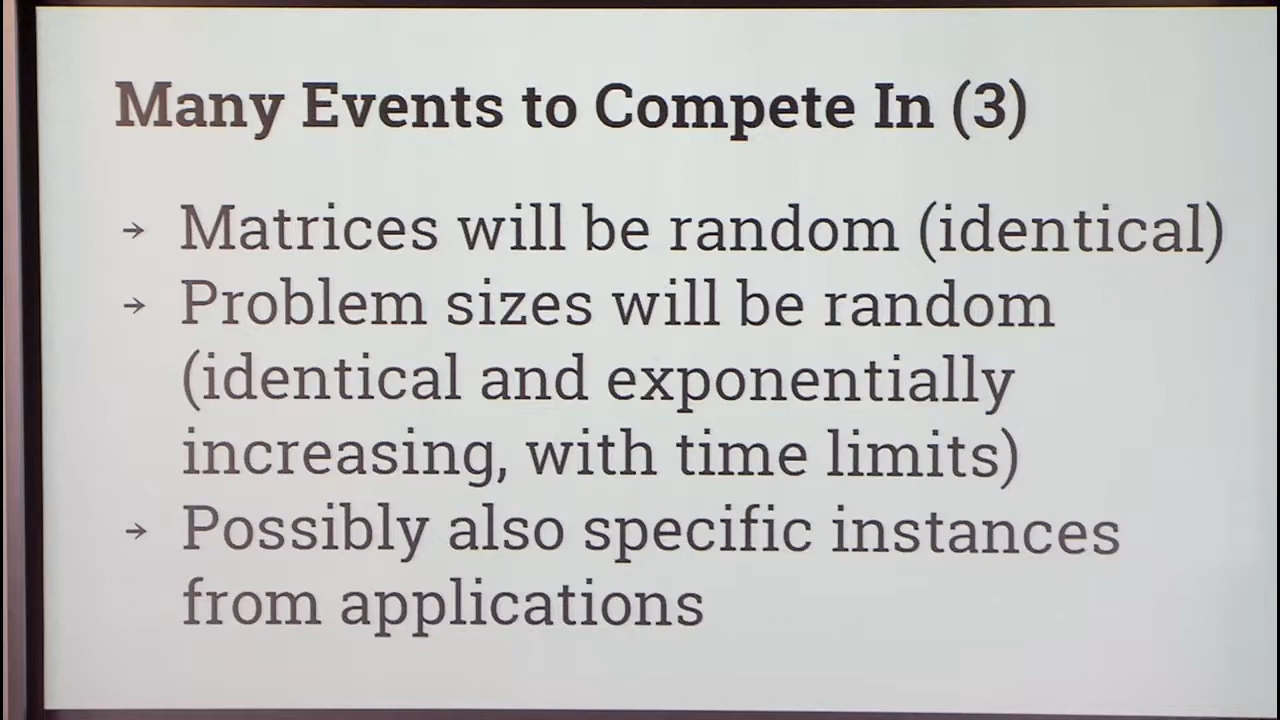 Many Events to Compete In (3)
→ Matrices will be random (identical)
→ Problem sizes will be random
(identical and exponentially
increasing, with time limits)
→ Possibly also specific instances
from applications